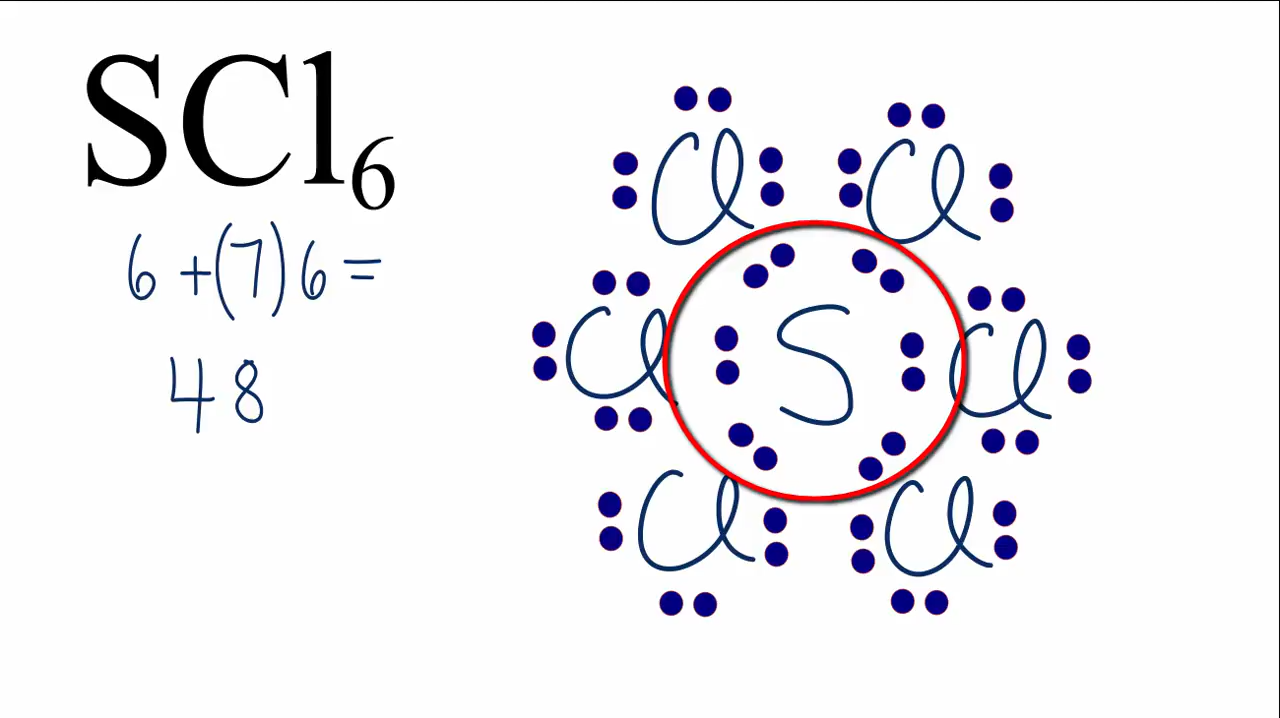 SCl₆
6 + (7) 6 =
48
Cl Cl
Cl S Cl
Cl Cl